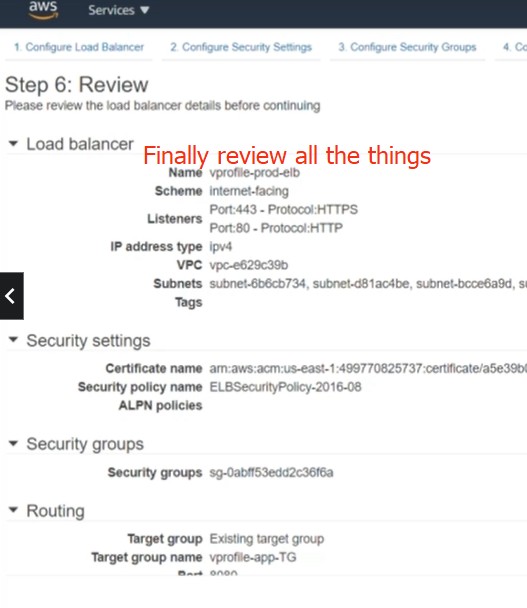 aws
Services
1. Configure Load Balancer 2. Configure Security Settings 3. Configure Security Groups 4. Co
Step 6: Review
Please review the load balancer details before continuing
Load balancer
Finally review all the things
Name vprofile-prod-elb
Scheme internet-facing
Listeners Port:443 - Protocol:HTTPS
Port:80 - Protocol:HTTP
IP address type ipv4
VPC vpc-e629c39b
Subnets subnet-6b6cb734, subnet-d81ac4be, subnet-bcce6a9d, su
Tags
Security settings
Certificate name arn:aws:acm:us-east-1:499770825737:certificate/a5e39b0
Security policy name ELBSecurityPolicy-2016-08
ALPN policies
Security groups
Security groups sg-0abff53edd2c36f6a
Routing
Target group Existing target group
Target group name vprofile-app-TG
Port 8080